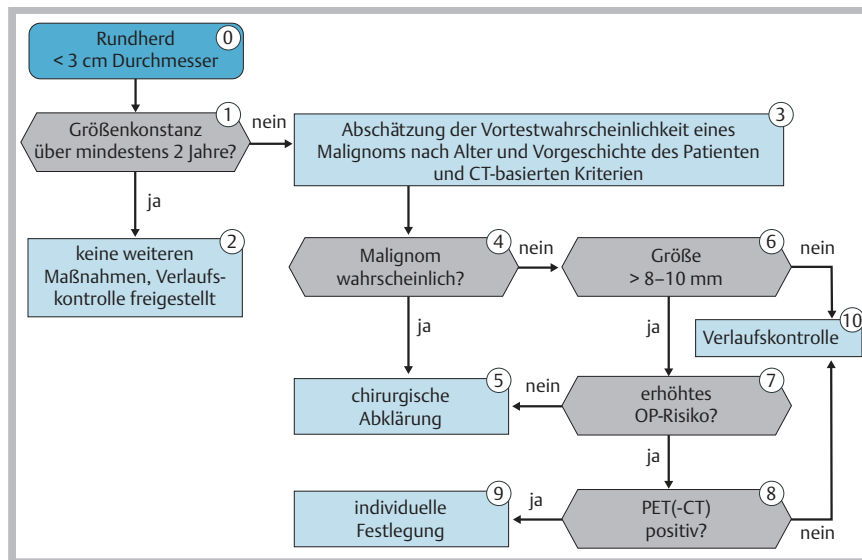 0
Rundherd
< 3 cm Durchmesser
1
Größenkonstanz
über mindestens 2 Jahre?
nein
3
Abschätzung der Vortestwahrscheinlichkeit eines
Malignoms nach Alter und Vorgeschichte des Patienten
und CT-basierten Kriterien
ja
2
keine weiteren
Maßnahmen, Verlaufs-
kontrolle freigestellt
4
Malignom
wahrscheinlich?
nein
6
Größe
> 8–10 mm
nein
ja
ja
10
Verlaufskontrolle
5
chirurgische
Abklärung
nein
7
erhöhtes
OP-Risiko?
ja
9
individuelle
Festlegung
ja
8
PET(-CT)
positiv?
nein